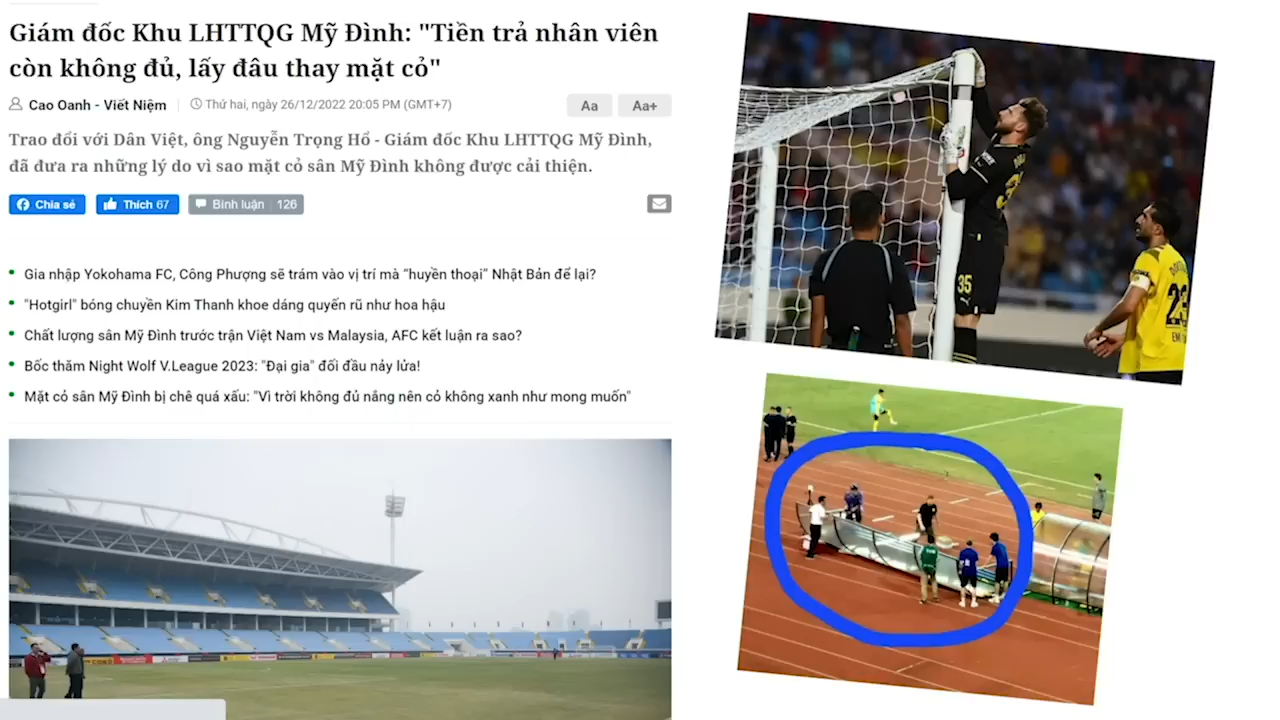 Giám đốc Khu LHTTQG Mỹ Đình: "Tiền trả nhân viên
còn không đủ, lấy đâu thay mặt cỏ"
Cao Oanh - Viết Niệm
Thứ hai, ngày 26/12/2022 20:05 PM (GMT+7)
Aa
Aa+
Trao đổi với Dân Việt, ông Nguyễn Trọng Hổ - Giám đốc Khu LHTTQG Mỹ Đình,
đã đưa ra những lý do vì sao mặt cỏ sân Mỹ Đình không được cải thiện.
Chia sẻ
Thích 67
Bình luận 126
Gia nhập Yokohama FC, Công Phượng sẽ trám vào vị trí mà "huyền thoại" Nhật Bản để lại?
"Hotgirl" bóng chuyền Kim Thanh khoe dáng quyến rũ như hoa hậu
Chất lượng sân Mỹ Đình trước trận Việt Nam vs Malaysia, AFC kết luận ra sao?
Bốc thăm Night Wolf V.League 2023: "Đại gia" đối đầu nảy lửa!
Mặt cỏ sân Mỹ Đình bị chê quá xấu: "Vì trời không đủ nắng nên cỏ không xanh như mong muốn"
35
23